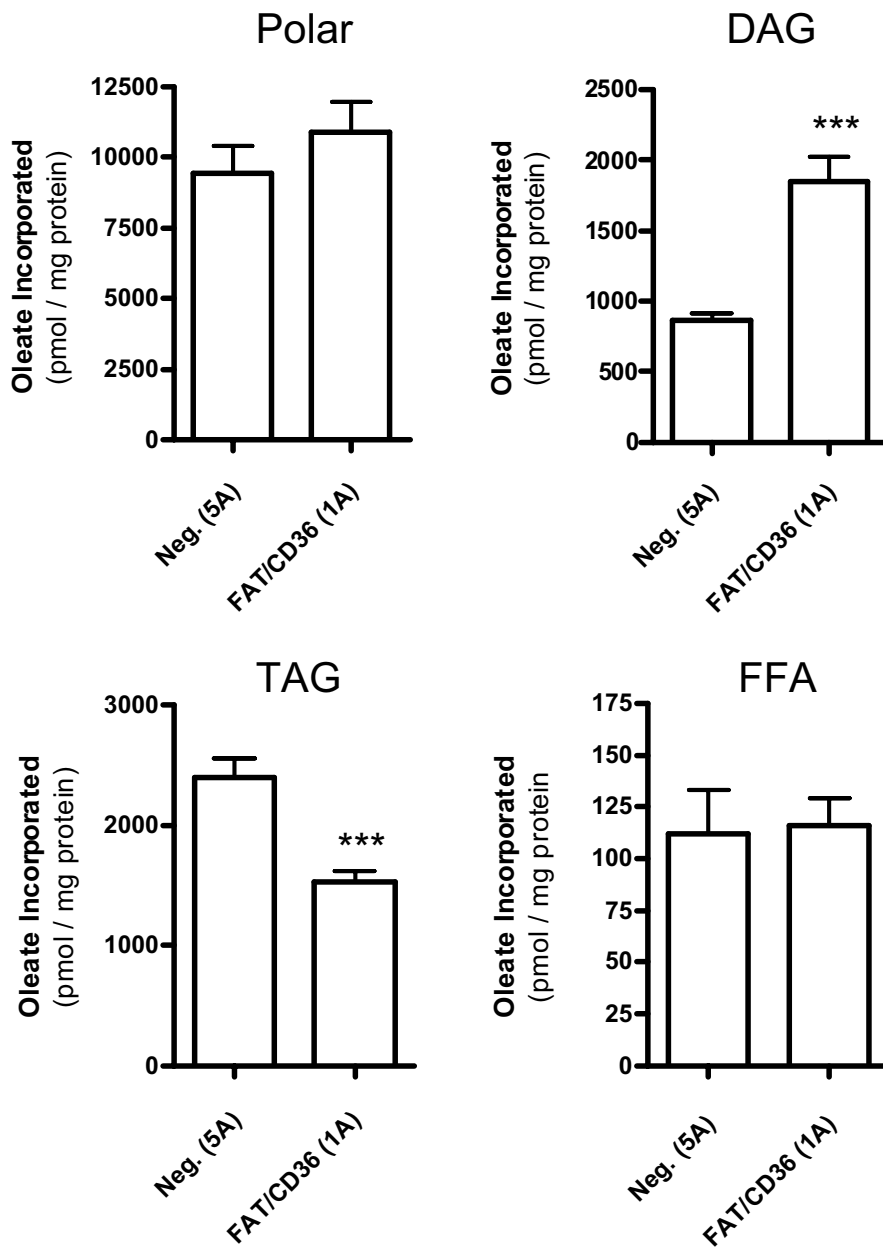 Polar
Oleate Incorporated
(pmol / mg protein)
12500
10000
7500
5000
2500
0
Neg. (5A)
FAT/CD36 (1A)
DAG
Oleate Incorporated
(pmol / mg protein)
2500
2000
1500
1000
500
0
***
Neg. (5A)
FAT/CD36 (1A)
TAG
Oleate Incorporated
(pmol / mg protein)
3000
2000
1000
0
***
Neg. (5A)
FAT/CD36 (1A)
FFA
Oleate Incorporated
(pmol / mg protein
175
150
125
100
75
50
25
0
Neg. (5A)
FAT/CD36 (1A)